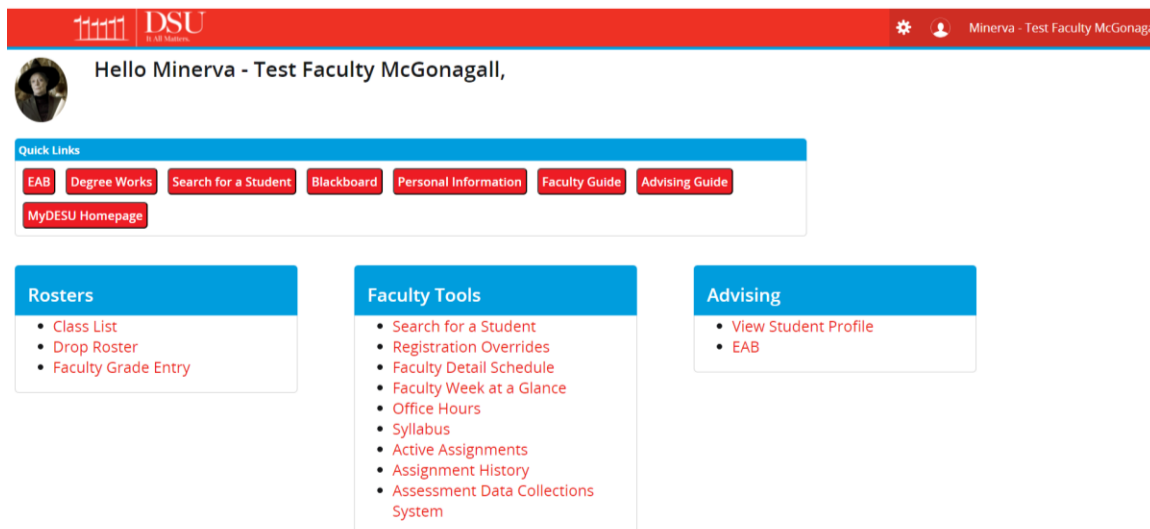 DSU
It All Matters.
Minerva - Test Faculty McGonaga
Hello Minerva - Test Faculty McGonagall,
Quick Links
EAB Degree Works Search for a Student Blackboard Personal Information Faculty Guide Advising Guide
MyDESU Homepage
Rosters
Class List
Drop Roster
Faculty Grade Entry
Faculty Tools
Search for a Student
Registration Overrides
Faculty Detail Schedule
Faculty Week at a Glance
Office Hours
Syllabus
Active Assignments
Assignment History
Assessment Data Collections
System
Advising
View Student Profile
EAB